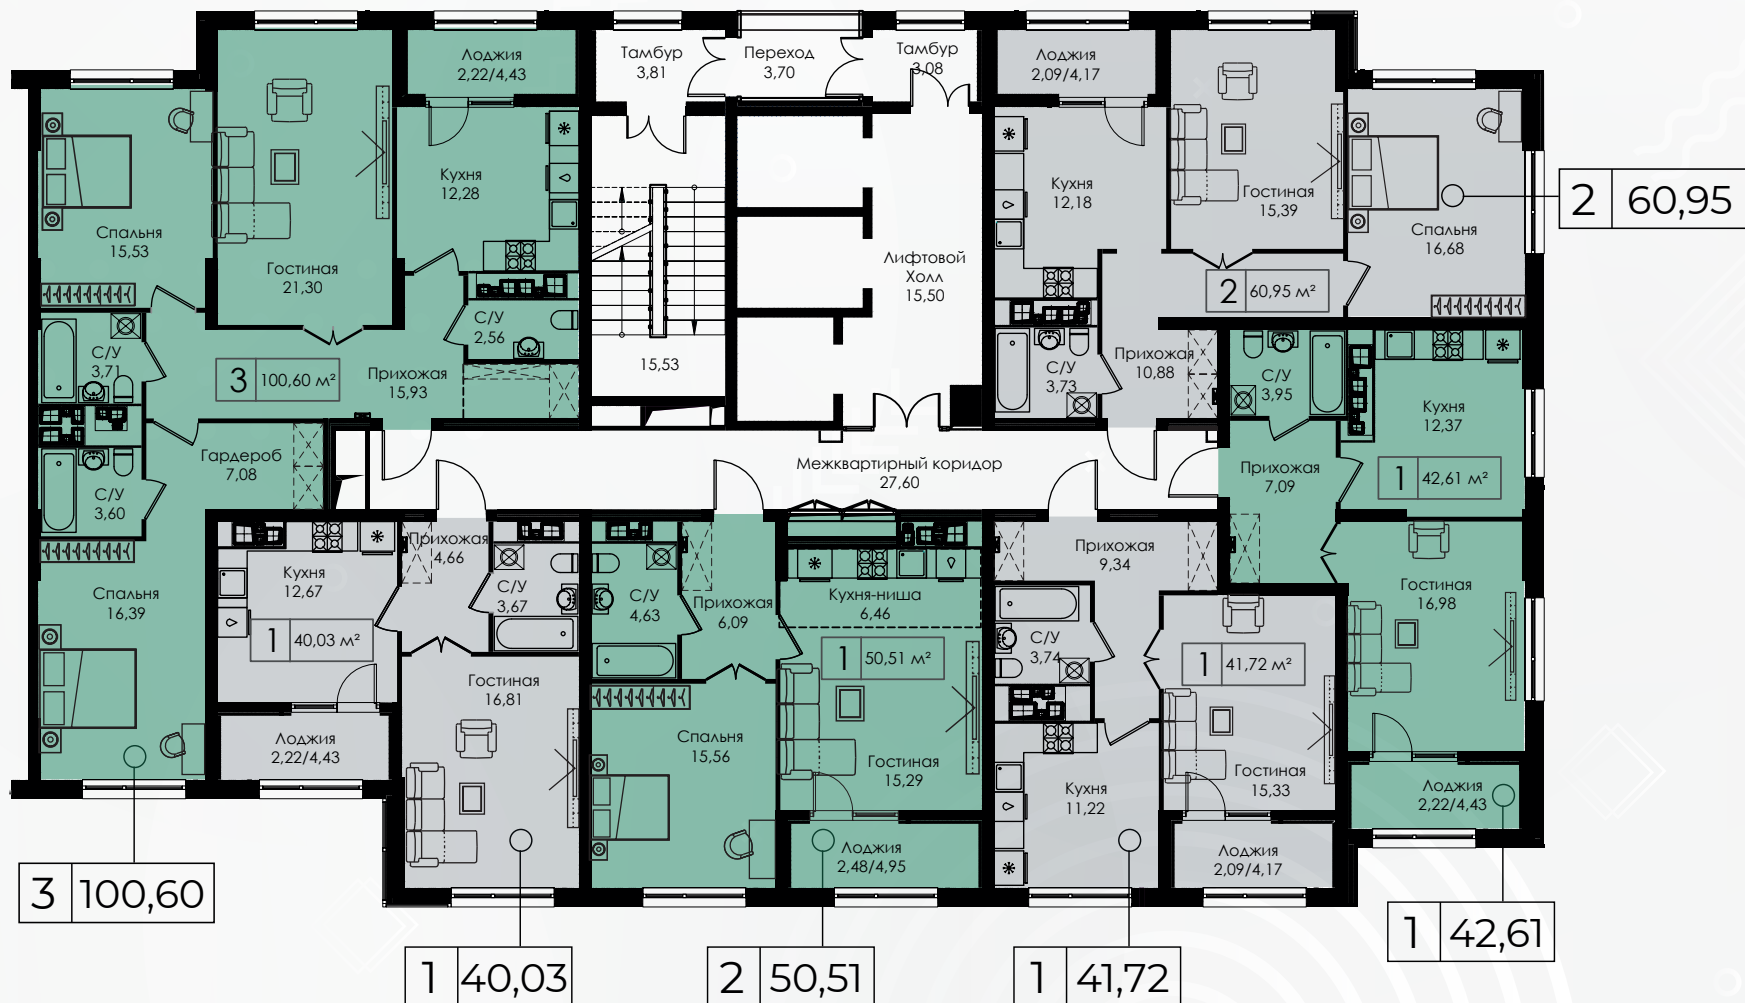 Лоджия
2,22/4,43
Тамбур
3,81
Переход
3,70
Тамбур
3,08
Лоджия
2,09/4,17
Спальня
15,53
Гостиная
21,30
Кухня
12,28
Кухня
12,18
Гостиная
15,39
Спальня
16,68
2 60,95
Лифтовой
Холл
15,50
2 60,95 м²
С/У
2,56
С/У
3,71
3 100,60 м²
Прихожая
15,93
15,53
С/У
3,73
Прихожая
10,88
С/У
3,95
Кухня
12,37
Гардероб
7,08
Межквартирный коридор
27,60
Прихожая
7,09
1 42,61 м²
С/У
3,60
Спальня
16,39
Кухня
12,67
Прихожая
4,66
С/У
3,67
1 40,03 м²
С/У
4,63
Прихожая
6,09
Кухня-ниша
6,46
1 50,51 м²
Прихожая
9,34
С/У
3,74
1 41,72 м²
Гостиная
16,98
Гостиная
16,81
Лоджия
2,22/4,43
Спальня
15,56
Гостиная
15,29
Кухня
11,22
Гостиная
15,33
Лоджия
2,22/4,43
Лоджия
2,48/4,95
Лоджия
2,09/4,17
3 100,60
1 40,03
2 50,51
1 41,72
1 42,61